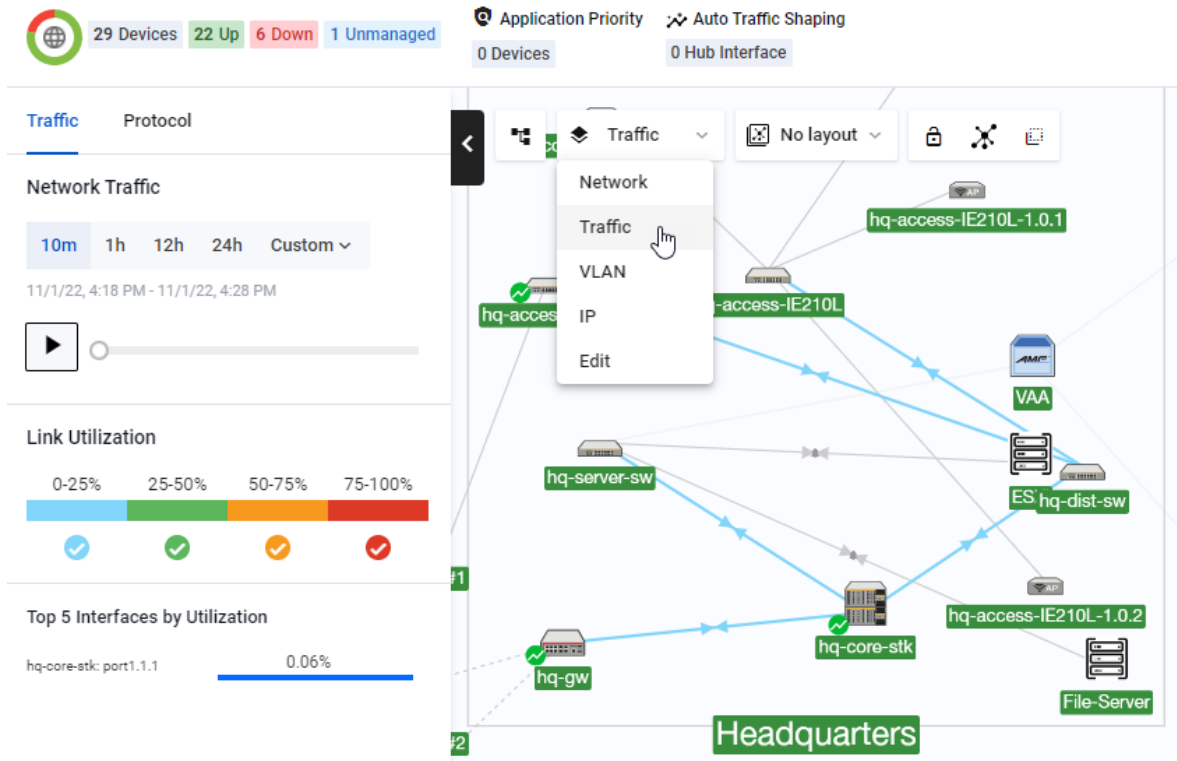 29 Devices 22 Up 6 Down 1 Unmanaged
Application Priority
0 Devices
Auto Traffic Shaping
0 Hub Interface
Traffic Protocol
Network Traffic
10m 1h 12h 24h Custom
11/1/22, 4:18 PM - 11/1/22, 4:28 PM
Link Utilization
0-25% 25-50% 50-75% 75-100%
Top 5 Interfaces by Utilization
hq-core-stk: port1.1.1 0.06%
Traffic
No layout
Network
Traffic
VLAN
IP
Edit
AP
hq-access-IE210L-1.0.1
hq-acces
-access-IE210L
AMF
VAA
hq-server-sw
ES
hq-dist-sw
#1
AP
hq-access-IE210L-1.0.2
hq-core-stk
hq-gw
File-Server
Headquarters
#2